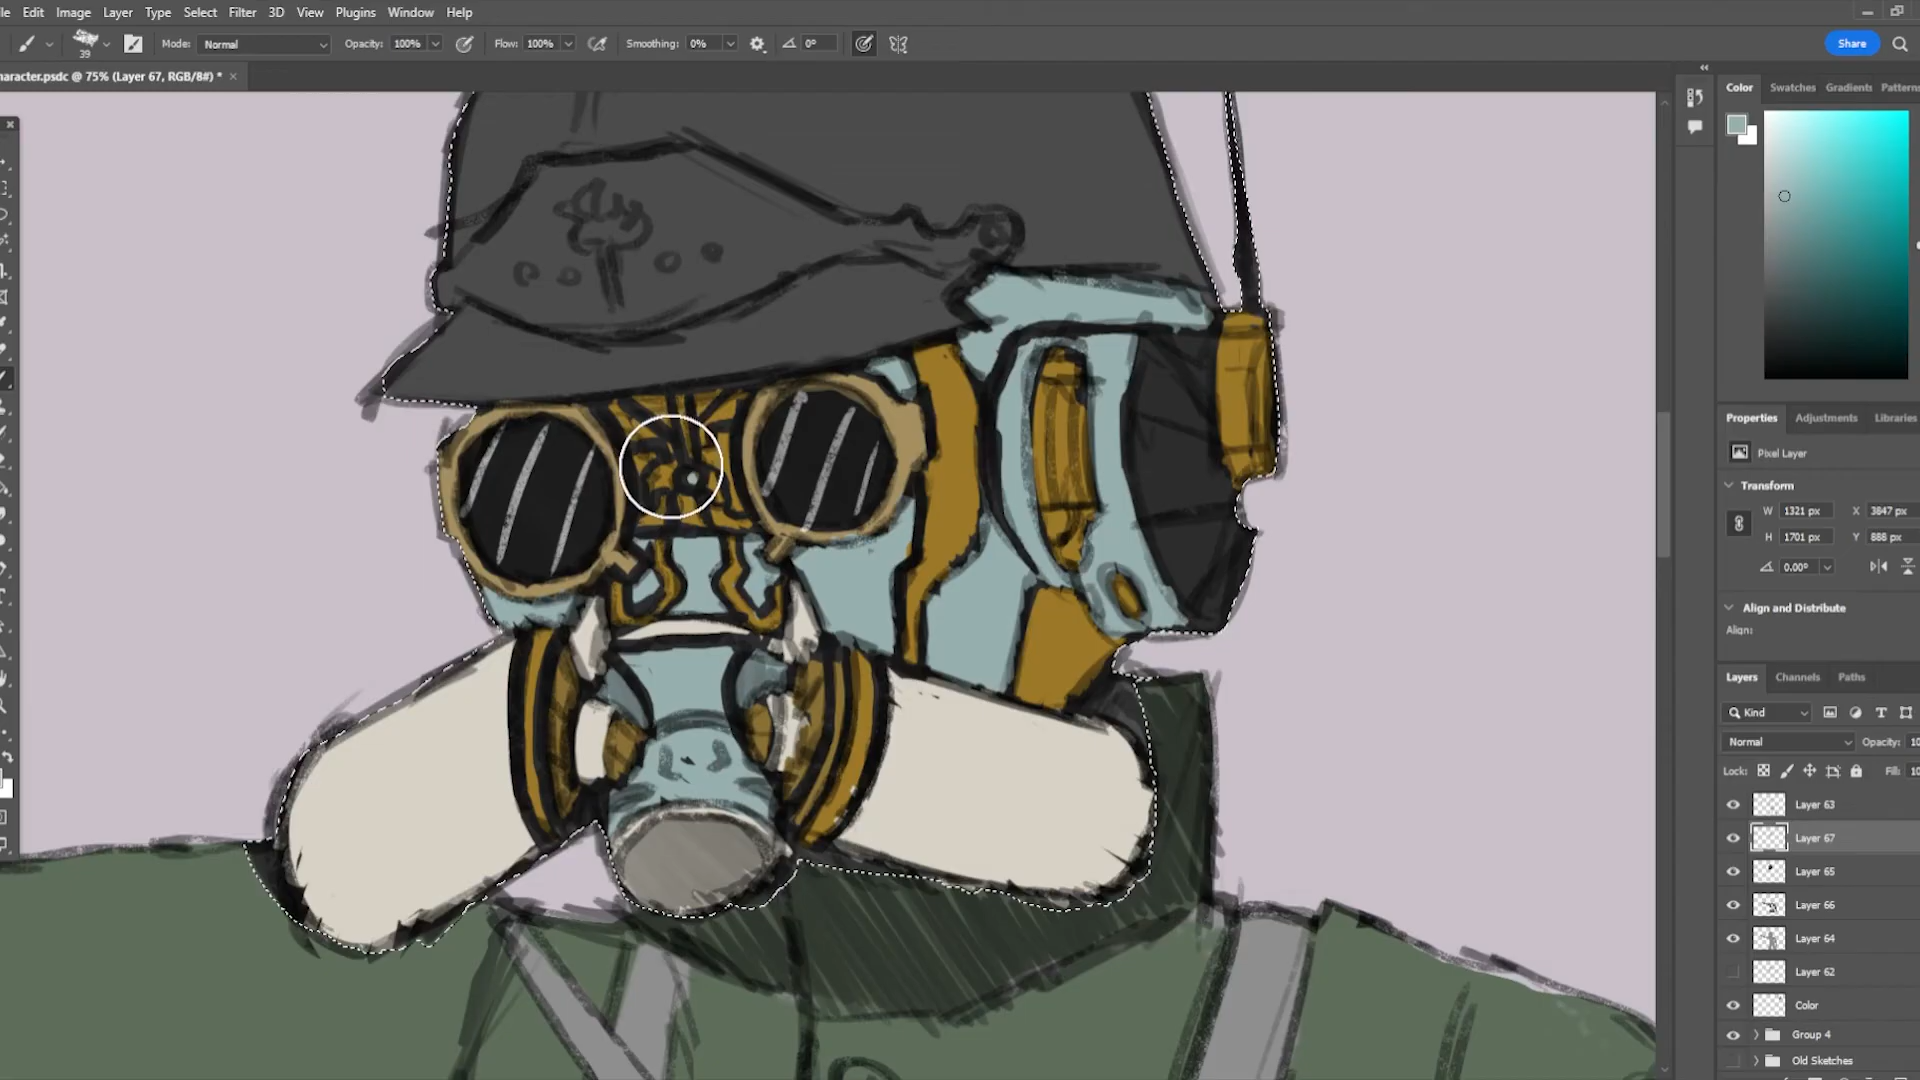 le Edit Image Layer Type Select Filter 3D View Plugins Window Help
39 Mode: Normal Opacity: 100% Flow: 100% Smoothing: 0% 0° Share
haracter.psdc @ 75% (Layer 67, RGB/8#) *
Color Swatches Gradients Patterns
Properties Adjustments Libraries
Pixel Layer
Transform
W 1321 px X 3847 px
H 1701 px Y 888 px
0.00°
Align and Distribute
Align:
Layers Channels Paths
Kind
Normal Opacity: 10
Lock: Fill: 10
Layer 63
Layer 67
Layer 65
Layer 66
Layer 64
Layer 62
Color
Group 4
Old Sketches